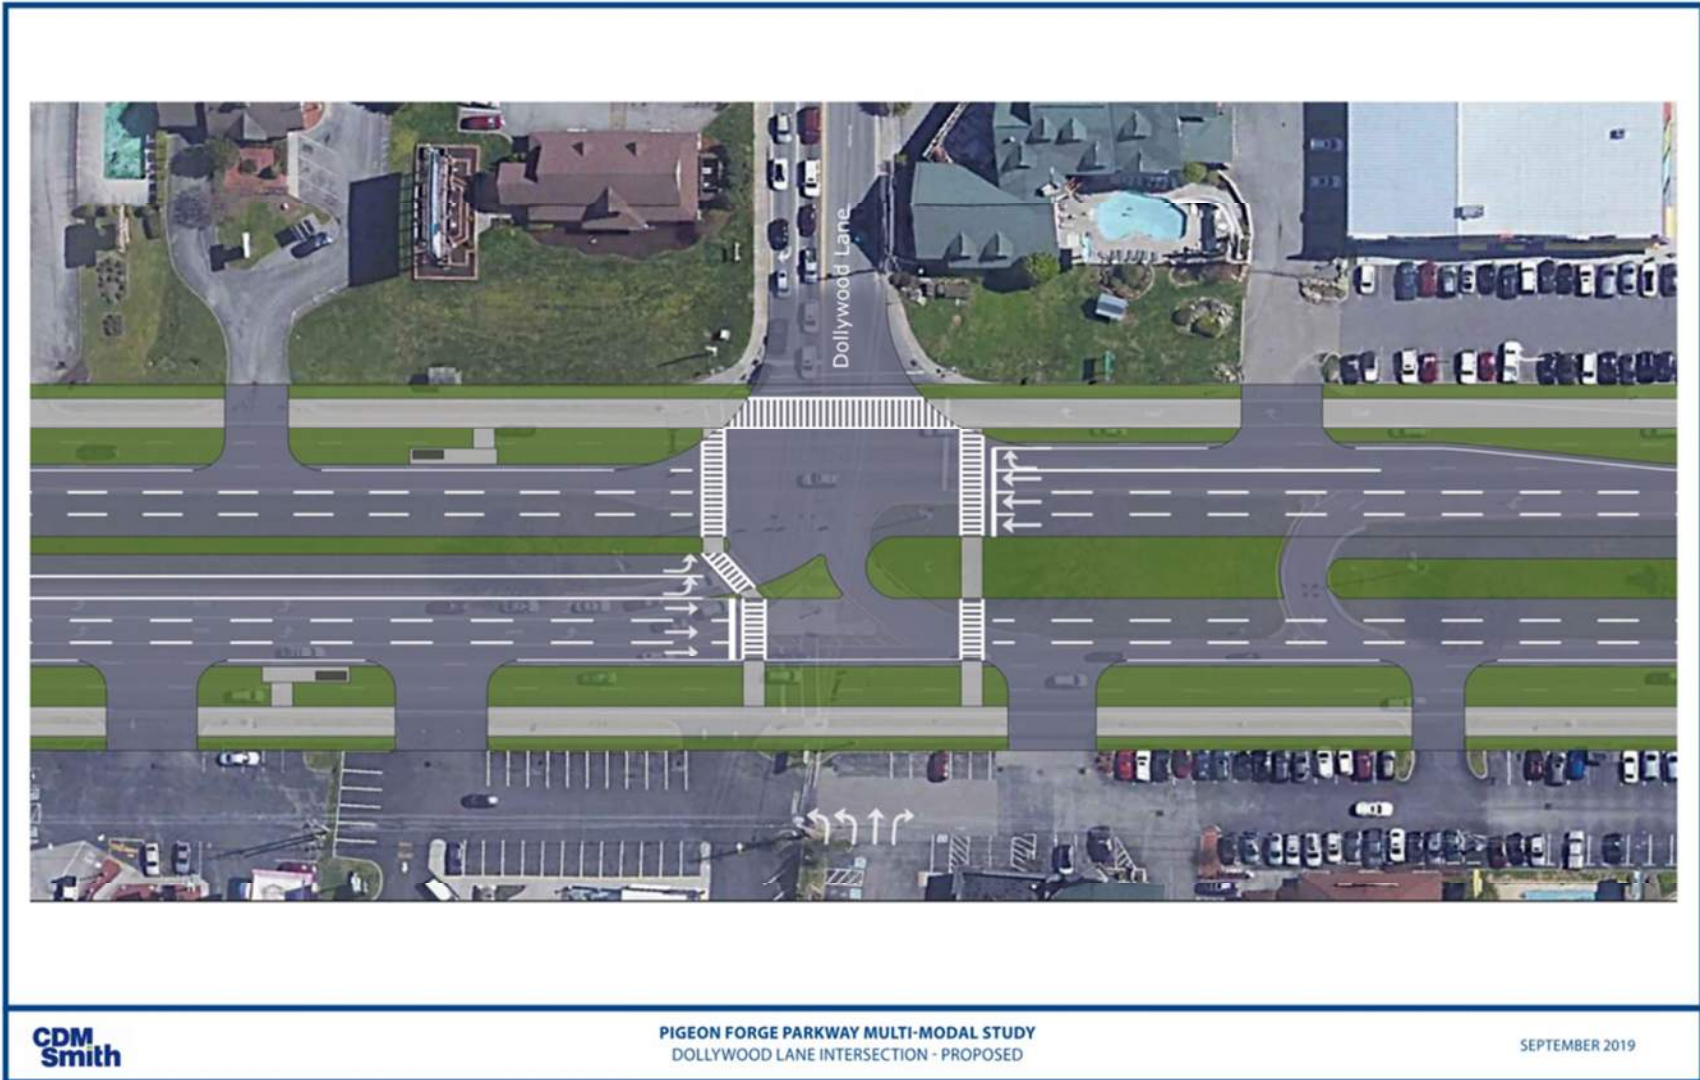 Dollywood Lane
CDM
Smith
PIGEON FORGE PARKWAY MULTI-MODAL STUDY
DOLLYWOOD LANE INTERSECTION - PROPOSED
SEPTEMBER 2019